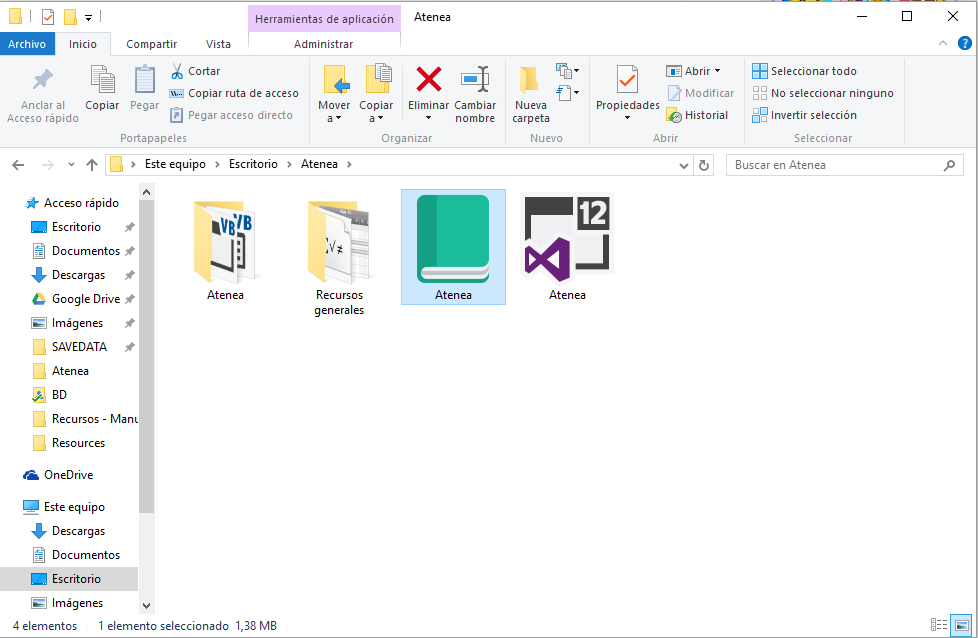 Herramientas de aplicación
Atenea
Archivo
Inicio
Compartir
Vista
Administrar
Anclar al
Acceso rápido
Copiar
Pegar
Cortar
Copiar ruta de acceso
Pegar acceso directo
Portapapeles
Mover
a
Copiar
a
Eliminar
Cambiar
nombre
Organizar
Nueva
carpeta
Nuevo
Propiedades
Abrir
Modificar
Historial
Abrir
Seleccionar todo
No seleccionar ninguno
Invertir selección
Seleccionar
Este equipo > Escritorio > Atenea >
Buscar en Atenea
Acceso rápido
Escritorio
Documentos
Descargas
Google Drive
Imágenes
SAVEDATA
Atenea
BD
Recursos - Manu
Resources
OneDrive
Este equipo
Descargas
Documentos
Escritorio
Imágenes
VB VB
Atenea
Recursos
generales
Atenea
12
Atenea
4 elementos
1 elemento seleccionado 1,38 MB